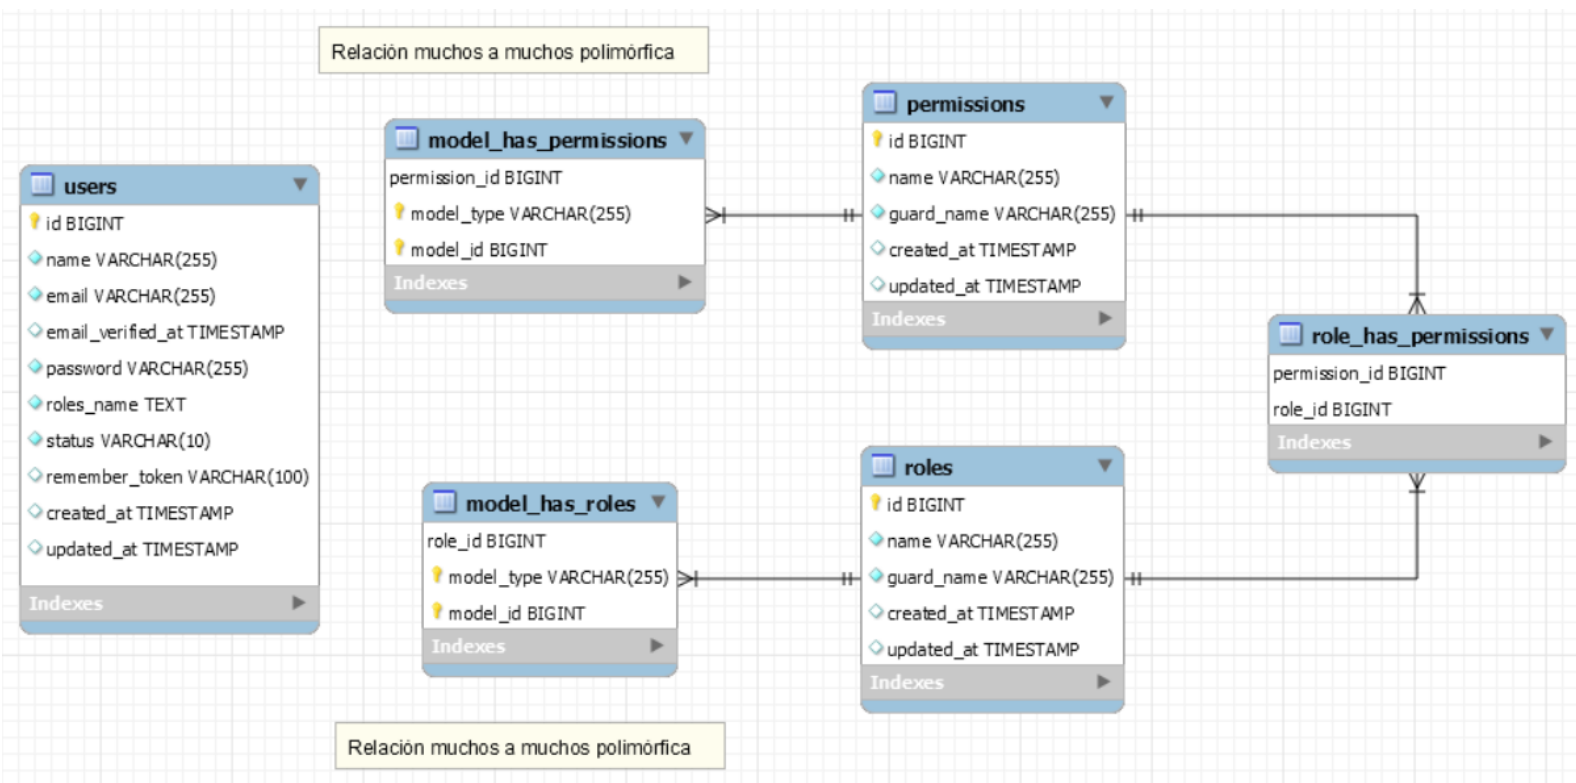 Relación muchos a muchos polimórfica
users
id BIGINT
name VARCHAR(255)
email VARCHAR(255)
email_verified_at TIMESTAMP
password VARCHAR(255)
roles_name TEXT
status VARCHAR(10)
remember_token VARCHAR(100)
created_at TIMESTAMP
updated_at TIMESTAMP
Indexes
model_has_permissions
permission_id BIGINT
model_type VARCHAR(255)
model_id BIGINT
Indexes
permissions
id BIGINT
name VARCHAR(255)
guard_name VARCHAR(255)
created_at TIMESTAMP
updated_at TIMESTAMP
Indexes
role_has_permissions
permission_id BIGINT
role_id BIGINT
Indexes
model_has_roles
role_id BIGINT
model_type VARCHAR(255)
model_id BIGINT
Indexes
roles
id BIGINT
name VARCHAR(255)
guard_name VARCHAR(255)
created_at TIMESTAMP
updated_at TIMESTAMP
Indexes
Relación muchos a muchos polimórfica